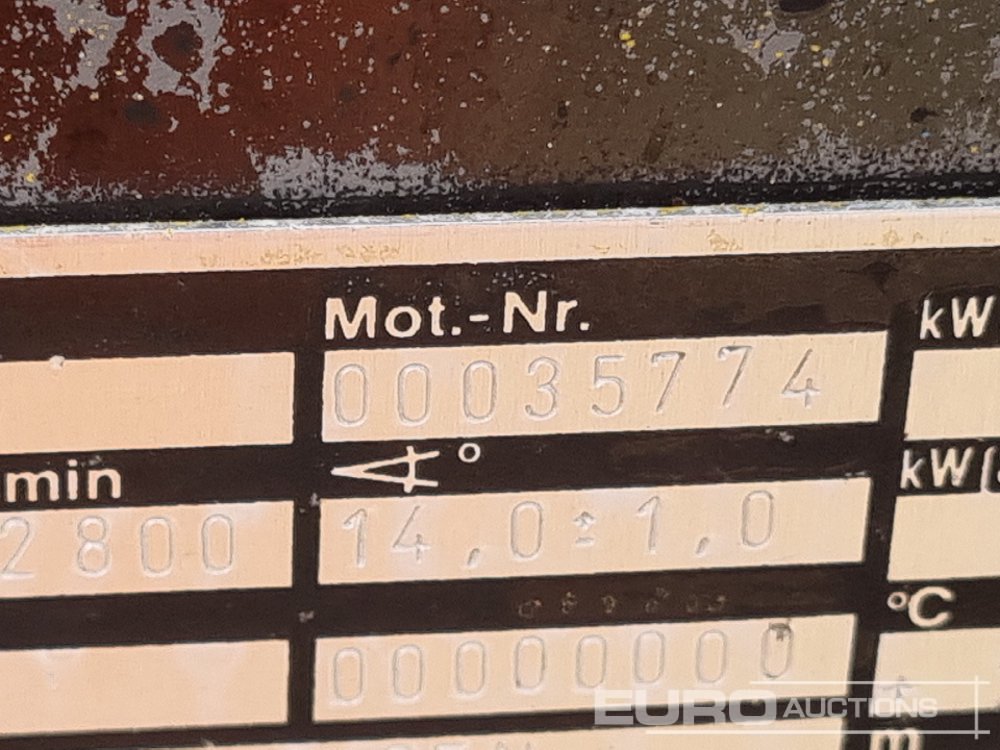 Mot.-Nr. kW
00035774
min ∢° kW
2800 14,0±1,0
°C
00000000
m
EURO AUCTIONS